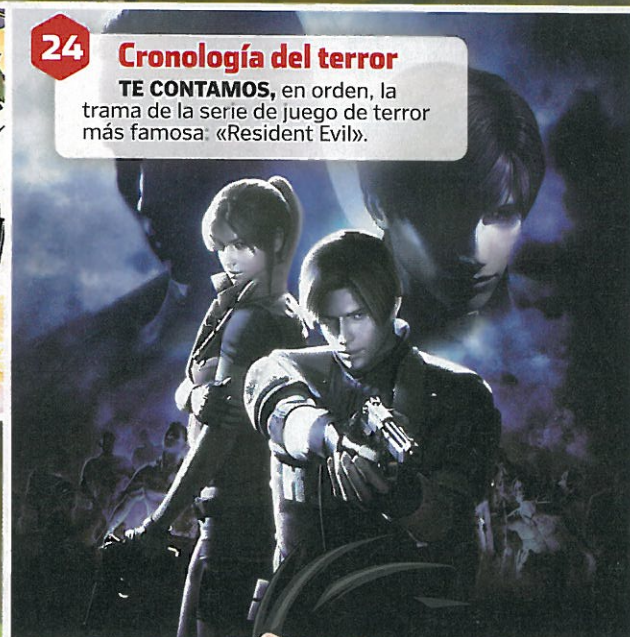 24
Cronología del terror
TE CONTAMOS, en orden, la
trama de la serie de juego de terror
más famosa: «Resident Evil».